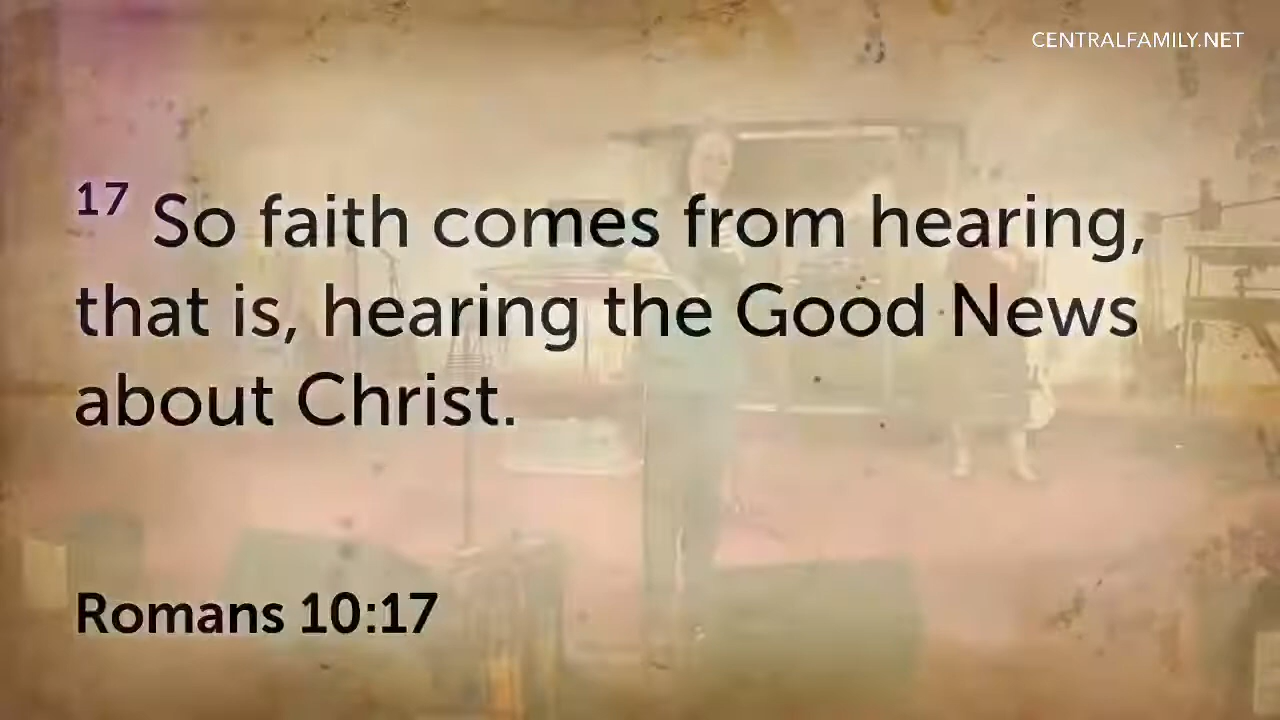 CENTRALFAMILY.NET
17 So faith comes from hearing,
that is, hearing the Good News
about Christ.
Romans 10:17